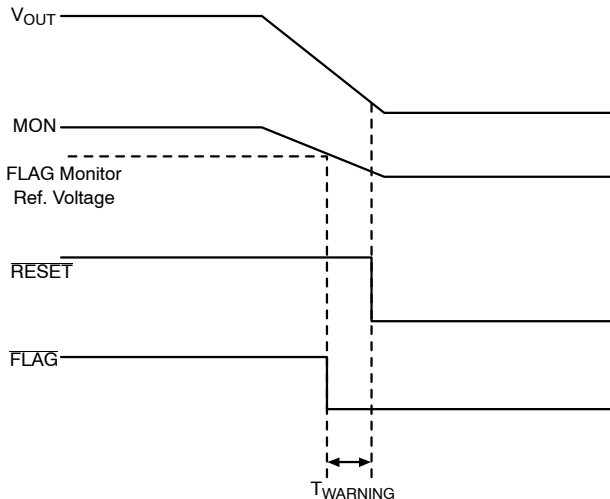 VOUT
MON
FLAG Monitor
Ref. Voltage
RESET
FLAG
TWARNING